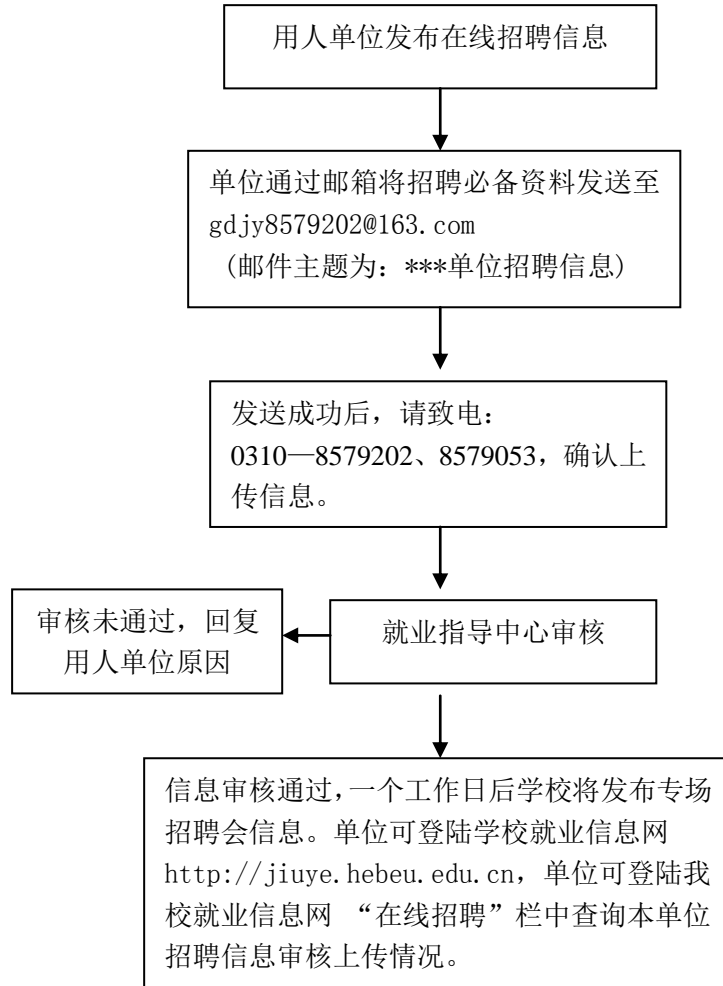 用人单位发布在线招聘信息
单位通过邮箱将招聘必备资料发送至
gdjy8579202@163.com
(邮件主题为：***单位招聘信息)
发送成功后，请致电：
0310—8579202、8579053，确认上
传信息。
审核未通过，回复
用人单位原因
就业指导中心审核
信息审核通过，一个工作日后学校将发布专场
招聘会信息。单位可登陆学校就业信息网
http://jiuye.hebeu.edu.cn，单位可登陆我
校就业信息网 “在线招聘”栏中查询本单位
招聘信息审核上传情况。